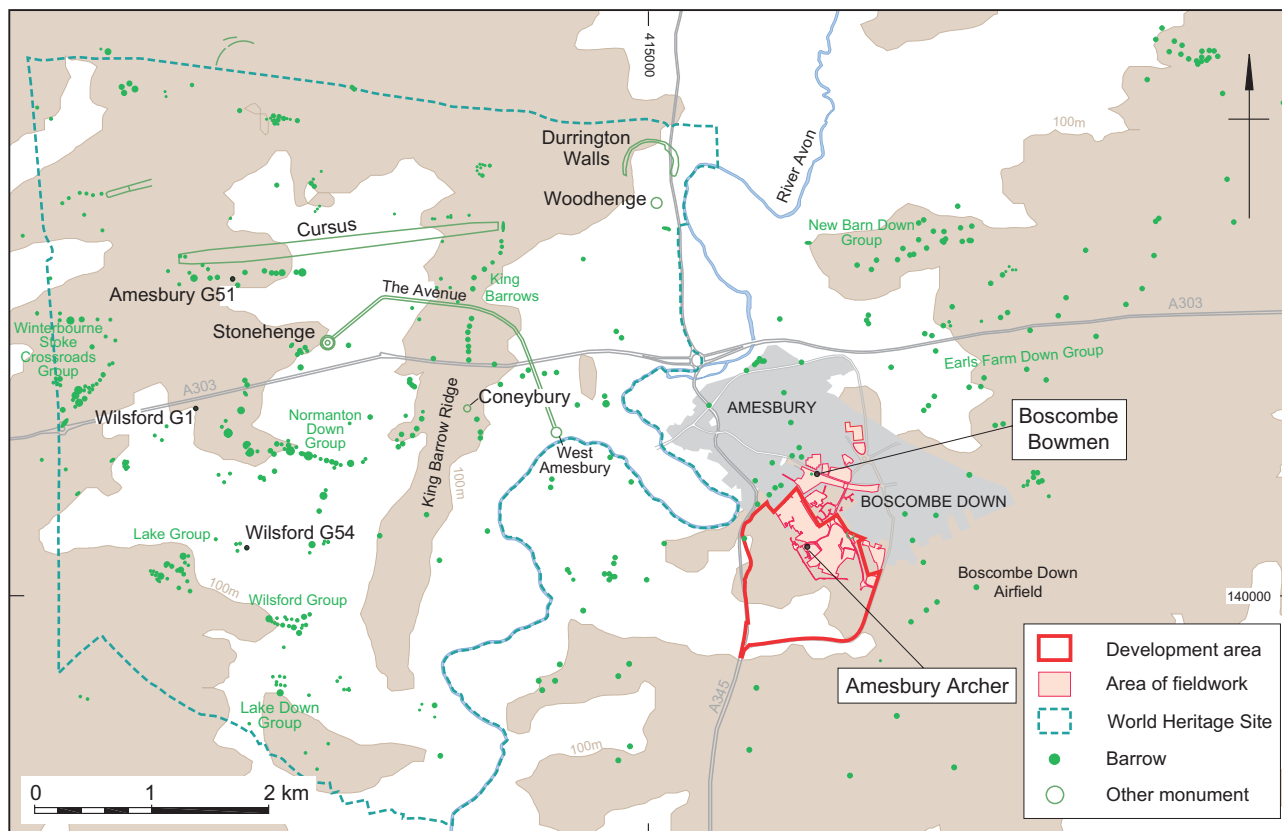 415000
100m
Durrington
Walls
River Avon
Woodhenge
New Barn Down
Group
Cursus
King
Barrows
Amesbury G51
The Avenue
A303
Winterbourne
Stoke
Crossroads
Group
Stonehenge
Earls Farm Down Group
A303
Coneybury
AMESBURY
Boscombe
Bowmen
Wilsford G1
Normanton
Down
Group
King Barrow Ridge
West
Amesbury
100m
BOSCOMBE DOWN
Lake Group
Wilsford G54
100m
Boscombe Down
Airfield
Wilsford Group
140000
Development area
Amesbury Archer
Area of fieldwork
A345
Lake Down
Group
World Heritage Site
100m
Barrow
0 1 2 km
Other monument